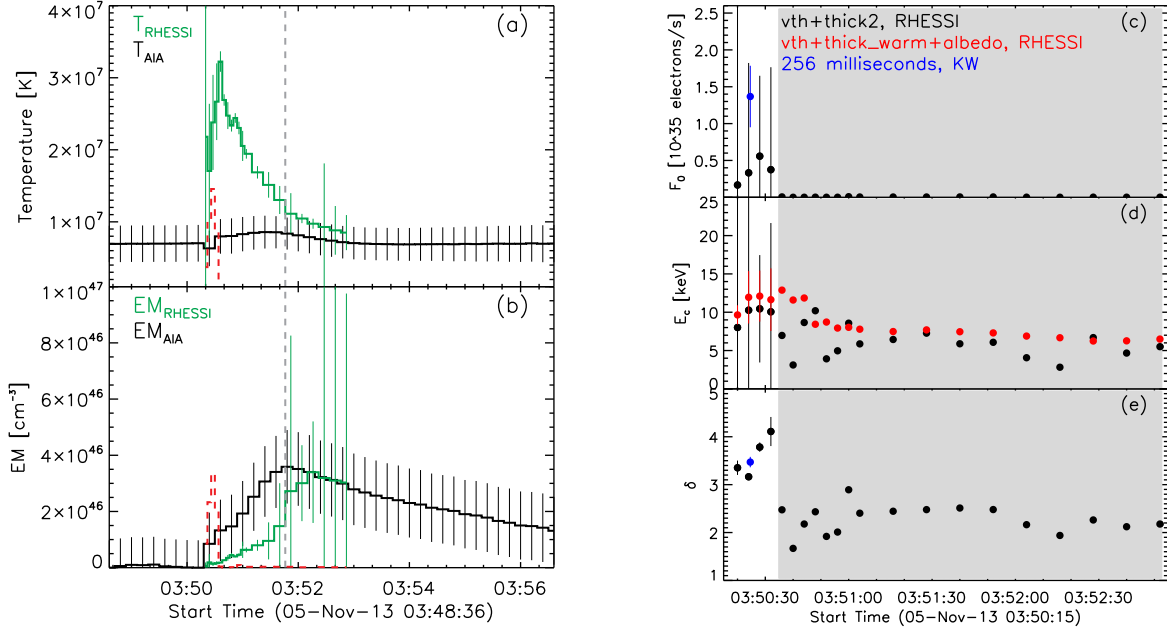 (a)
T_RHESSI
T_AIA
4×10^7
3×10^7
2×10^7
1×10^7
Temperature [K]
(b)
EM_RHESSI
EM_AIA
1×10^47
8×10^46
6×10^46
4×10^46
2×10^46
0
EM [cm^-3]
03:50 03:52 03:54 03:56
Start Time (05-Nov-13 03:48:36)
(c)
vth+thick2, RHESSI
vth+thick_warm+albedo, RHESSI
256 milliseconds, KW
2.5
2.0
1.5
1.0
0.5
0.0
F_0 [10^35 electrons/s]
(d)
25
20
15
10
5
0
E_c [keV]
(e)
5
4
3
2
1
δ
03:50:30 03:51:00 03:51:30 03:52:00 03:52:30
Start Time (05-Nov-13 03:50:15)